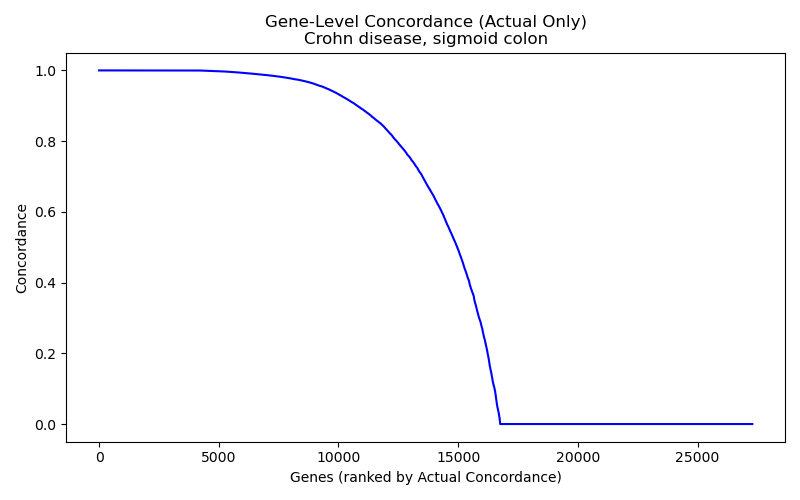 Gene-Level Concordance (Actual Only)
Crohn disease, sigmoid colon
1.0
0.8
0.6
0.4
0.2
0.0
Concordance
0 5000 10000 15000 20000 25000
Genes (ranked by Actual Concordance)